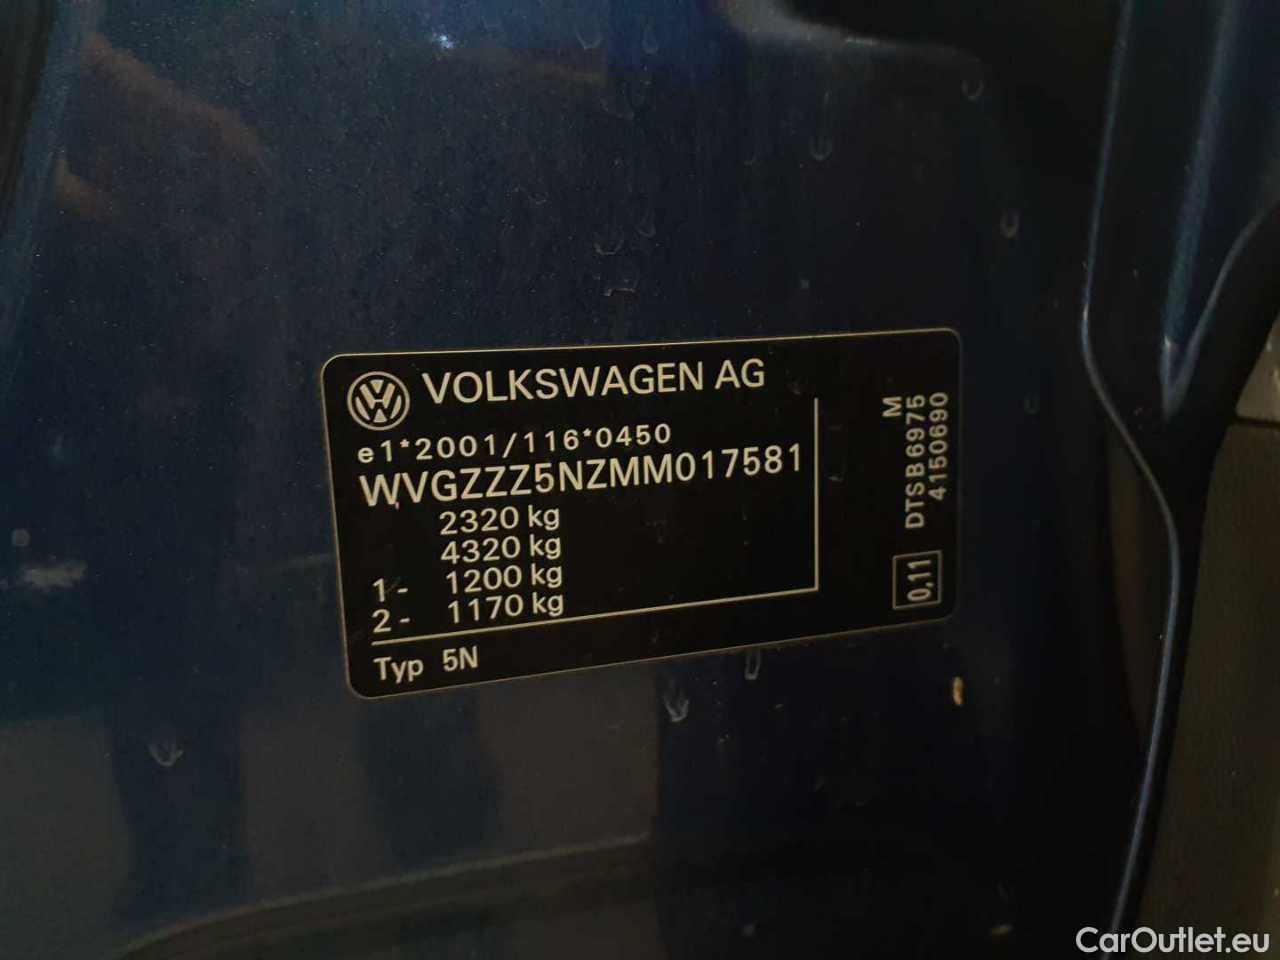 VOLKSWAGEN AG
e1*2001/116*0450
WVGZZZ5NZMM017581
2320 kg
4320 kg
1- 1200 kg
2- 1170 kg
Typ 5N
M
DTSB6975
4150690
0,11
CarOutlet.eu